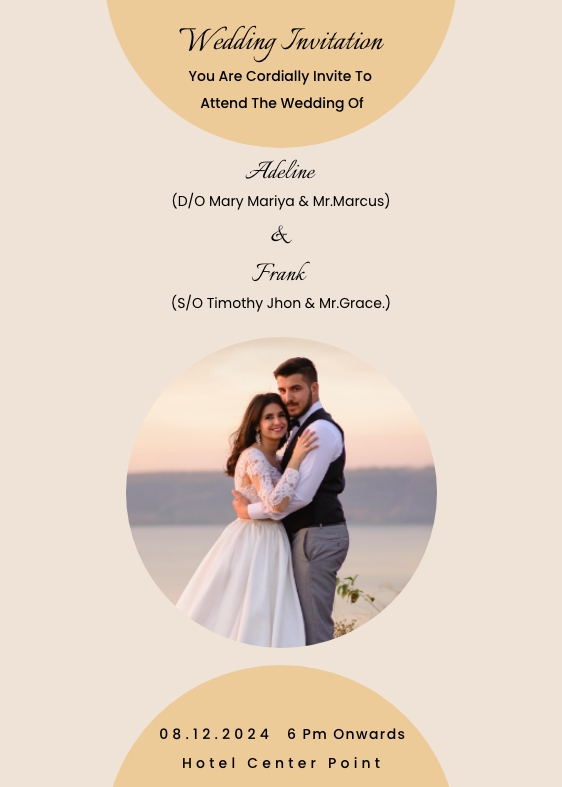 Wedding Invitation
You Are Cordially Invite To
Attend The Wedding Of
Adeline
(D/O Mary Mariya & Mr.Marcus)
&
Frank
(S/O Timothy Jhon & Mr.Grace.)
08.12.2024 6 Pm Onwards
Hotel Center Point